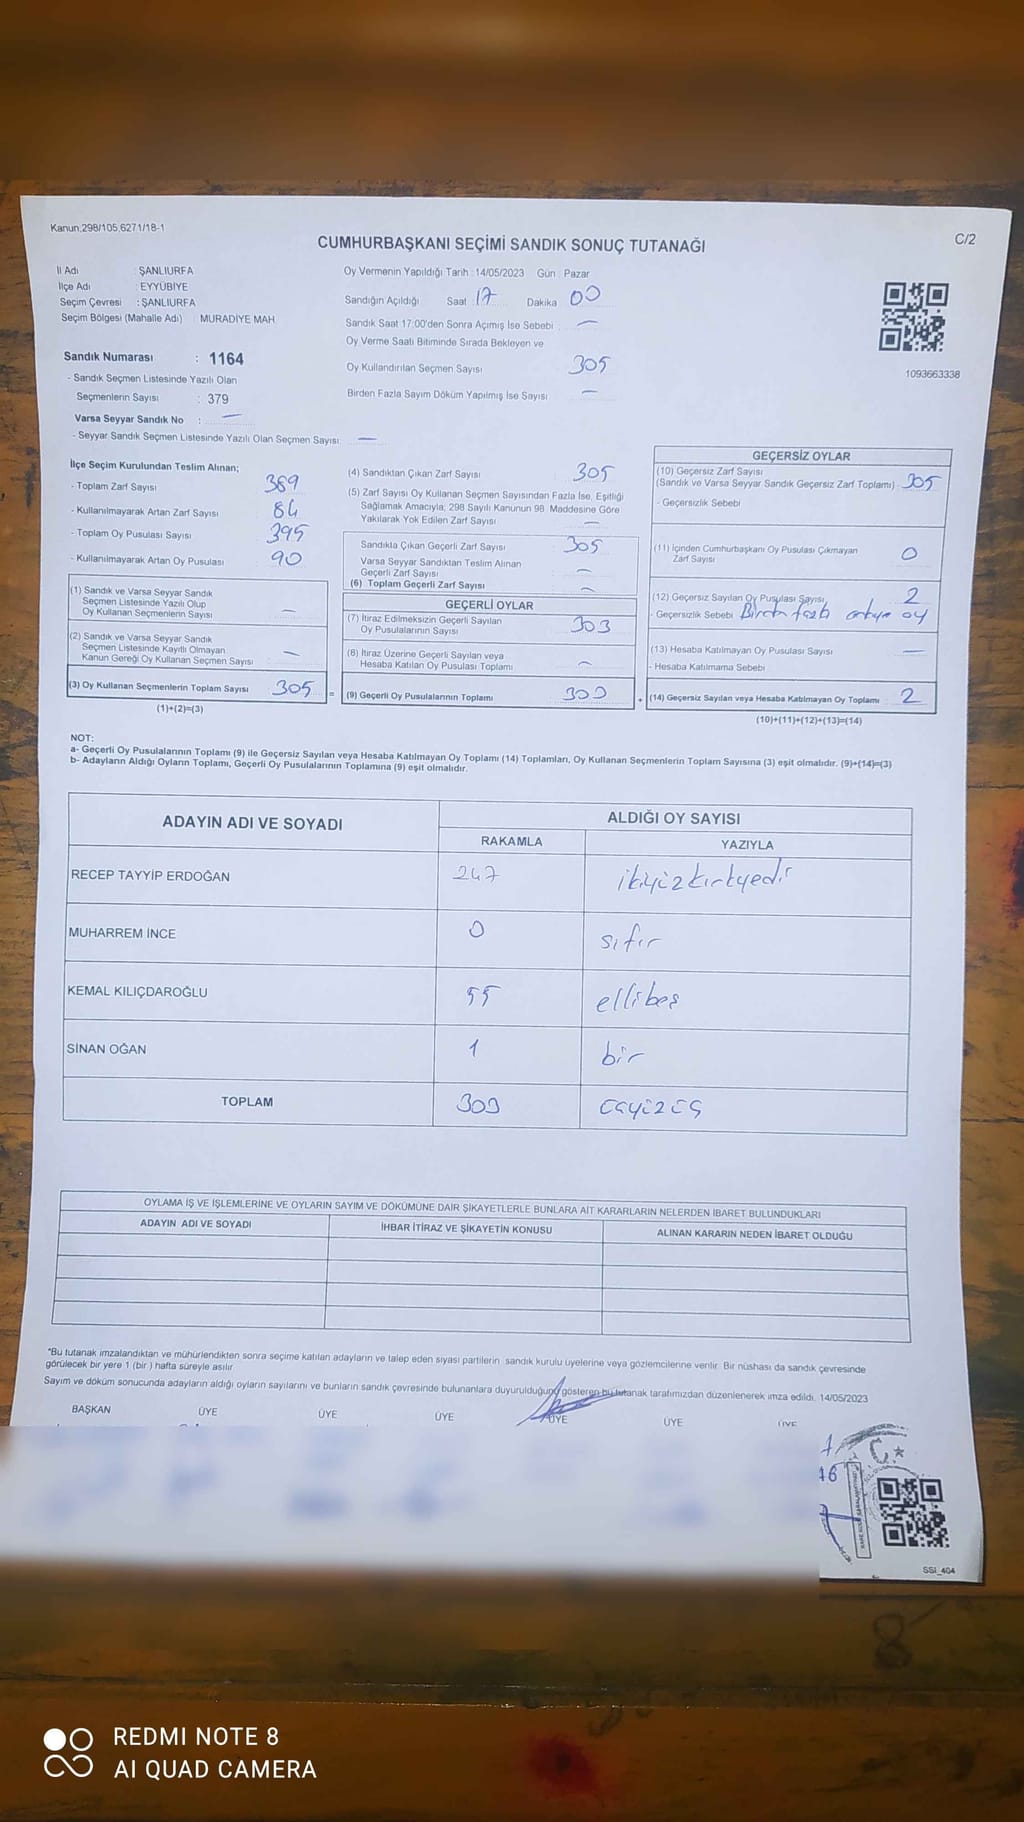 Kanun:298/105,6271/18-1
C/2
CUMHURBAŞKANI SEÇİMİ SANDIK SONUÇ TUTANAĞI
İl Adı : ŞANLIURFA
İlçe Adı : EYYÜBİYE
Seçim Çevresi : ŞANLIURFA
Seçim Bölgesi (Mahalle Adı) MURADİYE MAH.
Sandık Numarası : 1164
- Sandık Seçmen Listesinde Yazılı Olan
Seçmenlerin Sayısı : 379
Varsa Seyyar Sandık No : —
- Seyyar Sandık Seçmen Listesinde Yazılı Olan Seçmen Sayısı: —
Oy Vermenin Yapıldığı Tarih : 14/05/2023 Gün : Pazar
Sandığın Açıldığı Saat : 17 Dakika 00
Sandık Saat 17:00'den Sonra Açımış İse Sebebi —
Oy Verme Saati Bitiminde Sırada Bekleyen ve
Oy Kullandırılan Seçmen Sayısı 305
Birden Fazla Sayım Döküm Yapılmış İse Sayısı —
1093663338
İlçe Seçim Kurulundan Teslim Alınan;
- Toplam Zarf Sayısı 389
- Kullanılmayarak Artan Zarf Sayısı 84
- Toplam Oy Pusulası Sayısı 395
- Kullanılmayarak Artan Oy Pusulası 90
(1) Sandık ve Varsa Seyyar Sandık
Seçmen Listesinde Yazılı Olup
Oy Kullanan Seçmenlerin Sayısı —
(2) Sandık ve Varsa Seyyar Sandık
Seçmen Listesinde Kayıtlı Olmayan
Kanun Gereği Oy Kullanan Seçmen Sayısı —
(3) Oy Kullanan Seçmenlerin Toplam Sayısı 305
(1)+(2)=(3)
(4) Sandıktan Çıkan Zarf Sayısı 305
(5) Zarf Sayısı Oy Kullanan Seçmen Sayısından Fazla İse, Eşitliği
Sağlamak Amacıyla; 298 Sayılı Kanunun 98. Maddesine Göre
Yakılarak Yok Edilen Zarf Sayısı —
Sandıkta Çıkan Geçerli Zarf Sayısı 305
Varsa Seyyar Sandıktan Teslim Alınan
Geçerli Zarf Sayısı —
(6) Toplam Geçerli Zarf Sayısı —
GEÇERLİ OYLAR
(7) İtiraz Edilmeksizin Geçerli Sayılan
Oy Pusulalarının Sayısı 303
(8) İtiraz Üzerine Geçerli Sayılan veya
Hesaba Katılan Oy Pusulası Toplamı —
= (9) Geçerli Oy Pusulalarının Toplamı 303
GEÇERSİZ OYLAR
(10) Geçersiz Zarf Sayısı
(Sandık ve Varsa Seyyar Sandık Geçersiz Zarf Toplamı) 305
- Geçersizlik Sebebi
(11) İçinden Cumhurbaşkanı Oy Pusulası Çıkmayan
Zarf Sayısı 0
(12) Geçersiz Sayılan Oy Pusulası Sayısı 2
- Geçersizlik Sebebi Birden fazla oy
(13) Hesaba Katılmayan Oy Pusulası Sayısı —
- Hesaba Katılmama Sebebi
+ (14) Geçersiz Sayılan veya Hesaba Katılmayan Oy Toplamı 2
(10)+(11)+(12)+(13)=(14)
NOT:
a- Geçerli Oy Pusulalarının Toplamı (9) ile Geçersiz Sayılan veya Hesaba Katılmayan Oy Toplamı (14) Toplamları, Oy Kullanan Seçmenlerin Toplam Sayısına (3) eşit olmalıdır. (9)+(14)=(3)
b- Adayların Aldığı Oyların Toplamı, Geçerli Oy Pusulalarının Toplamına (9) eşit olmalıdır.
ADAYIN ADI VE SOYADI ALDIĞI OY SAYISI
RAKAMLA YAZIYLA
RECEP TAYYİP ERDOĞAN 247 ikiyüzkırkyedir
MUHARREM İNCE 0 sıfır
KEMAL KILIÇDAROĞLU 55 ellibeş
SİNAN OĞAN 1 bir
TOPLAM 303 üçyüzüç
OYLAMA İŞ VE İŞLEMLERİNE VE OYLARIN SAYIM VE DÖKÜMÜNE DAİR ŞİKAYETLERLE BUNLARA AİT KARARLARIN NELERDEN İBARET BULUNDUKLARI
ADAYIN ADI VE SOYADI İHBAR İTİRAZ VE ŞİKAYETİN KONUSU ALINAN KARARIN NEDEN İBARET OLDUĞU
*Bu tutanak imzalandıktan ve mühürlendikten sonra seçime katılan adayların ve talep eden siyasi partilerin sandık kurulu üyelerine veya gözlemcilerine verilir. Bir nüshası da sandık çevresinde
görülecek bir yere 1 (bir) hafta süreyle asılır.
Sayım ve döküm sonucunda adayların aldığı oyların sayılarını ve bunların sandık çevresinde bulunanlara duyurulduğunu gösteren bu tutanak tarafımızdan düzenlenerek imza edildi. 14/05/2023
BAŞKAN ÜYE ÜYE ÜYE ÜYE ÜYE ÜYE
SSİ_404
REDMI NOTE 8
AI QUAD CAMERA